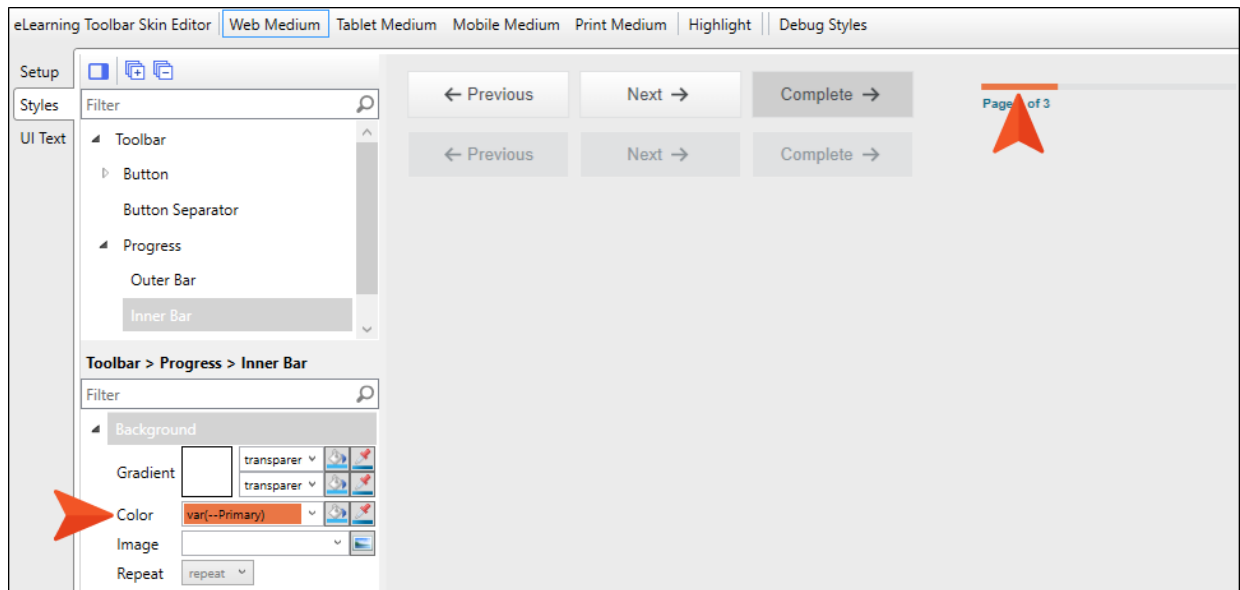 eLearning Toolbar Skin Editor Web Medium Tablet Medium Mobile Medium Print Medium Highlight Debug Styles
Setup
Styles
UI Text
Filter
Toolbar
Button
Button Separator
Progress
Outer Bar
Inner Bar
Toolbar > Progress > Inner Bar
Filter
Background
Gradient
transparer
transparer
Color
var(--Primary)
Image
Repeat
repeat
← Previous
Next →
Complete →
← Previous
Next →
Complete →
Page of 3